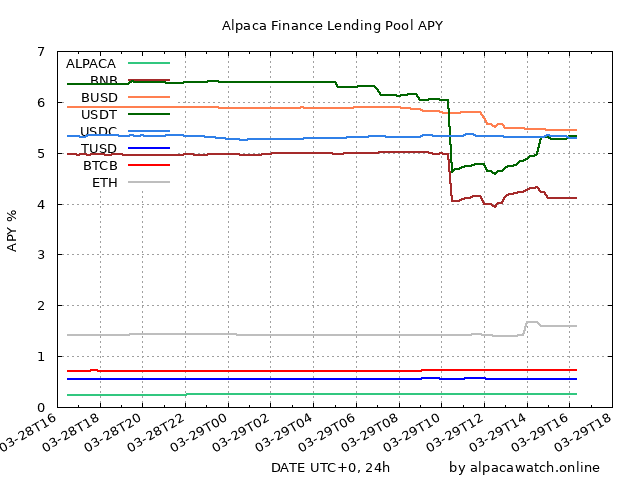 Alpaca Finance Lending Pool APY
7
6
5
4
3
2
1
0
APY %
ALPACA
BNB
BUSD
USDT
USDC
TUSD
BTCB
ETH
03-28T16
03-28T18
03-28T20
03-28T22
03-29T00
03-29T02
03-29T04
03-29T06
03-29T08
03-29T10
03-29T12
03-29T14
03-29T16
03-29T18
DATE UTC+0, 24h
by alpacawatch.online